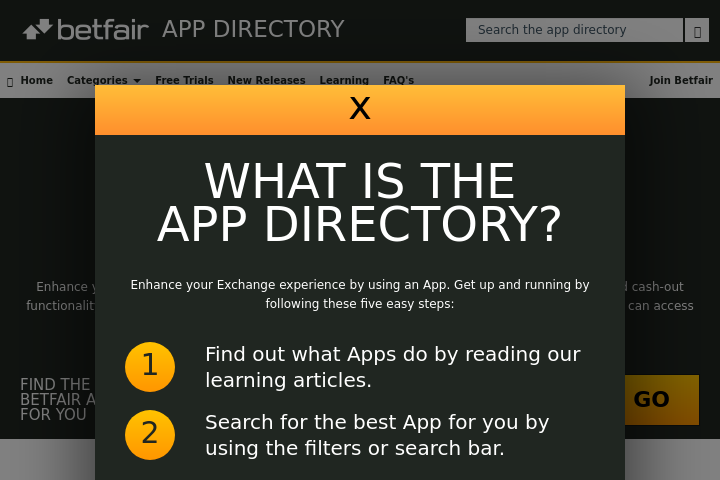 betfair APP DIRECTORY
Search the app directory
Home Categories Free Trials New Releases Learning FAQ's Join Betfair
X
WHAT IS THE
APP DIRECTORY?
Enhance your Exchange experience by using an App. Get up and running by
following these five easy steps:
1 Find out what Apps do by reading our
learning articles.
2 Search for the best App for you by
using the filters or search bar.
Enhance
cash-out
functionalit
can access
FIND THE
BETFAIR A
FOR YOU
GO